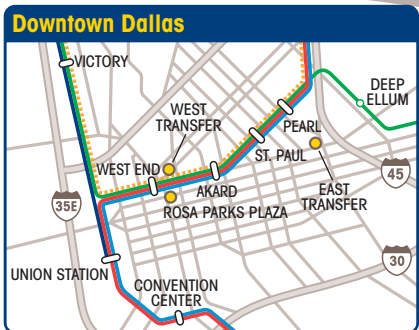 Downtown Dallas
VICTORY
DEEP
ELLUM
WEST
TRANSFER
PEARL
ST. PAUL
WEST END
AKARD
EAST
TRANSFER
45
35E
ROSA PARKS PLAZA
30
UNION STATION
CONVENTION
CENTER